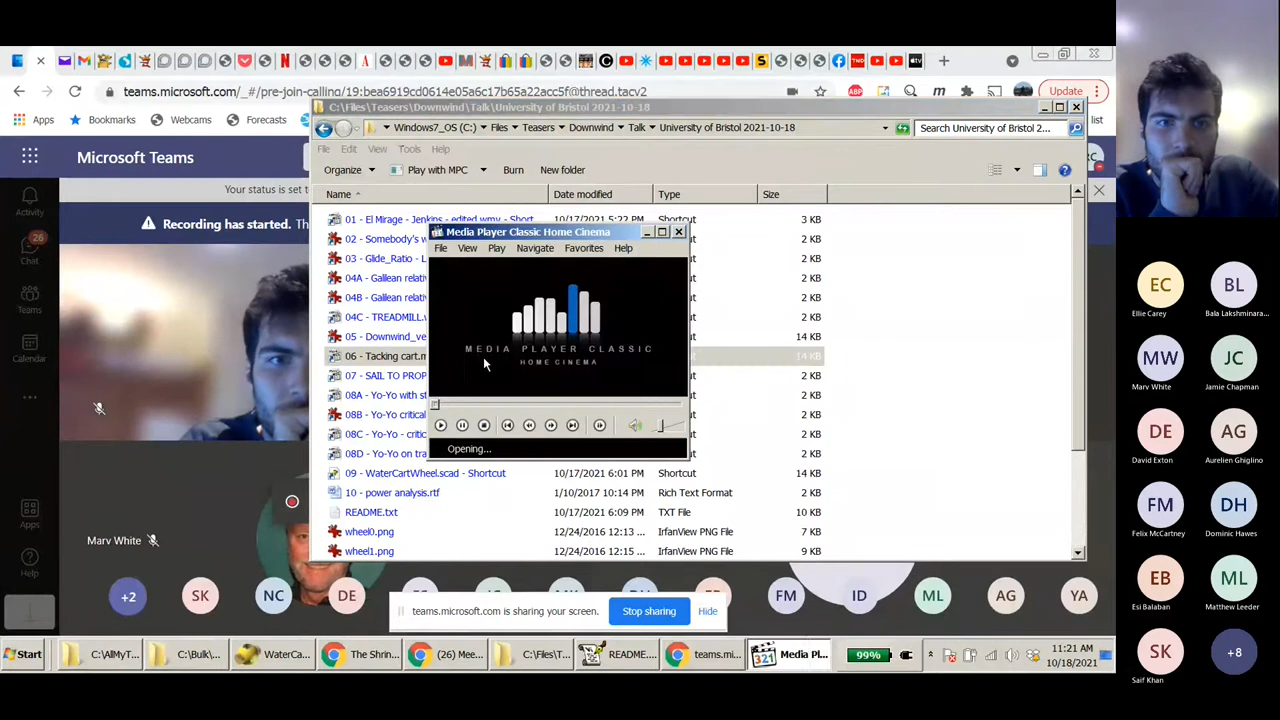 teams.microsoft.com/_#/pre-join-calling/19:bea6919cd0614e05a6c17b65a22acc5f@thread.tacv2
Update
Apps
Bookmarks
Webcams
Forecasts
list
C:\Files\Teasers\Downwind\Talk\University of Bristol 2021-10-18
Windows7_OS (C:)
Files
Teasers
Downwind
Talk
University of Bristol 2021-10-18
Search University of Bristol 2...
File Edit View Tools Help
Organize
Play with MPC
Burn
New folder
Name
Date modified
Type
Size
01 - El Mirage - Jenkins - edited.wmv - Short...
10/17/2021 5:22 PM
Shortcut
3 KB
02 - Somebody's w
2 KB
03 - Glide_Ratio - L
2 KB
04A - Galilean relati
2 KB
04B - Galilean relati
2 KB
04C - TREADMILL.
2 KB
05 - Downwind_ve
14 KB
06 - Tacking cart.m
14 KB
07 - SAIL TO PROP
2 KB
08A - Yo-Yo with st
2 KB
08B - Yo-Yo critical
2 KB
08C - Yo-Yo - critic
2 KB
08D - Yo-Yo on tra
2 KB
09 - WaterCartWheel.scad - Shortcut
10/17/2021 6:01 PM
Shortcut
14 KB
10 - power analysis.rtf
1/10/2017 10:14 PM
Rich Text Format
2 KB
README.txt
10/17/2021 6:09 PM
TXT File
10 KB
wheel0.png
12/24/2016 12:13 ...
IrfanView PNG File
7 KB
wheel1.png
12/24/2016 12:15 ...
IrfanView PNG File
9 KB
Media Player Classic Home Cinema
File View Play Navigate Favorites Help
MEDIA PLAYER CLASSIC
HOME CINEMA
Opening...
Microsoft Teams
Your status is set to
Recording has started. Th
Activity
26
Chat
Teams
Calendar
Apps
Help
Marv White
+2
SK
NC
DE
FM
ID
ML
AG
YA
teams.microsoft.com is sharing your screen.
Stop sharing
Hide
Start
C:\AllMyT...
C:\Bulk\...
WaterCa...
The Shrin...
(26) Mee...
C:\Files\T...
README....
teams.mi...
Media Pl...
99%
11:21 AM
10/18/2021
EC
Ellie Carey
BL
Bala Lakshminara...
MW
Marv White
JC
Jamie Chapman
DE
David Exton
AG
Aurelien Ghiglino
FM
Felix McCartney
DH
Dominic Hawes
EB
Esi Balaban
ML
Matthew Leeder
SK
Saif Khan
+8